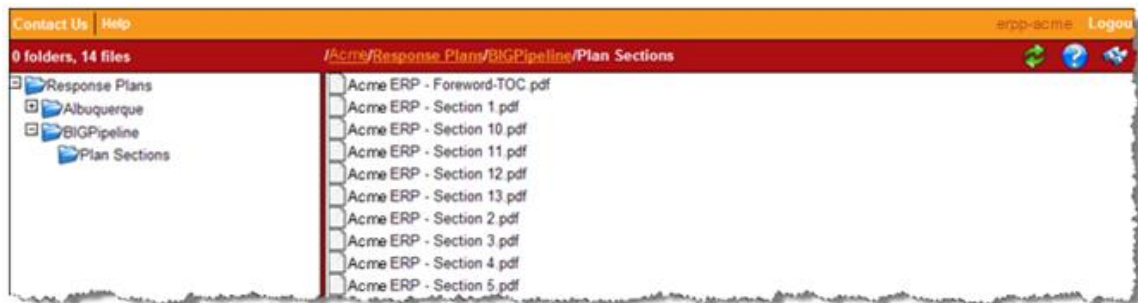 Contact Us Help erpp-acme Logou
0 folders, 14 files /Acme/Response Plans/BIGPipeline/Plan Sections
Response Plans
Albuquerque
BIGPipeline
Plan Sections
Acme ERP - Foreword-TOC.pdf
Acme ERP - Section 1.pdf
Acme ERP - Section 10.pdf
Acme ERP - Section 11.pdf
Acme ERP - Section 12.pdf
Acme ERP - Section 13.pdf
Acme ERP - Section 2.pdf
Acme ERP - Section 3.pdf
Acme ERP - Section 4.pdf
Acme ERP - Section 5.pdf